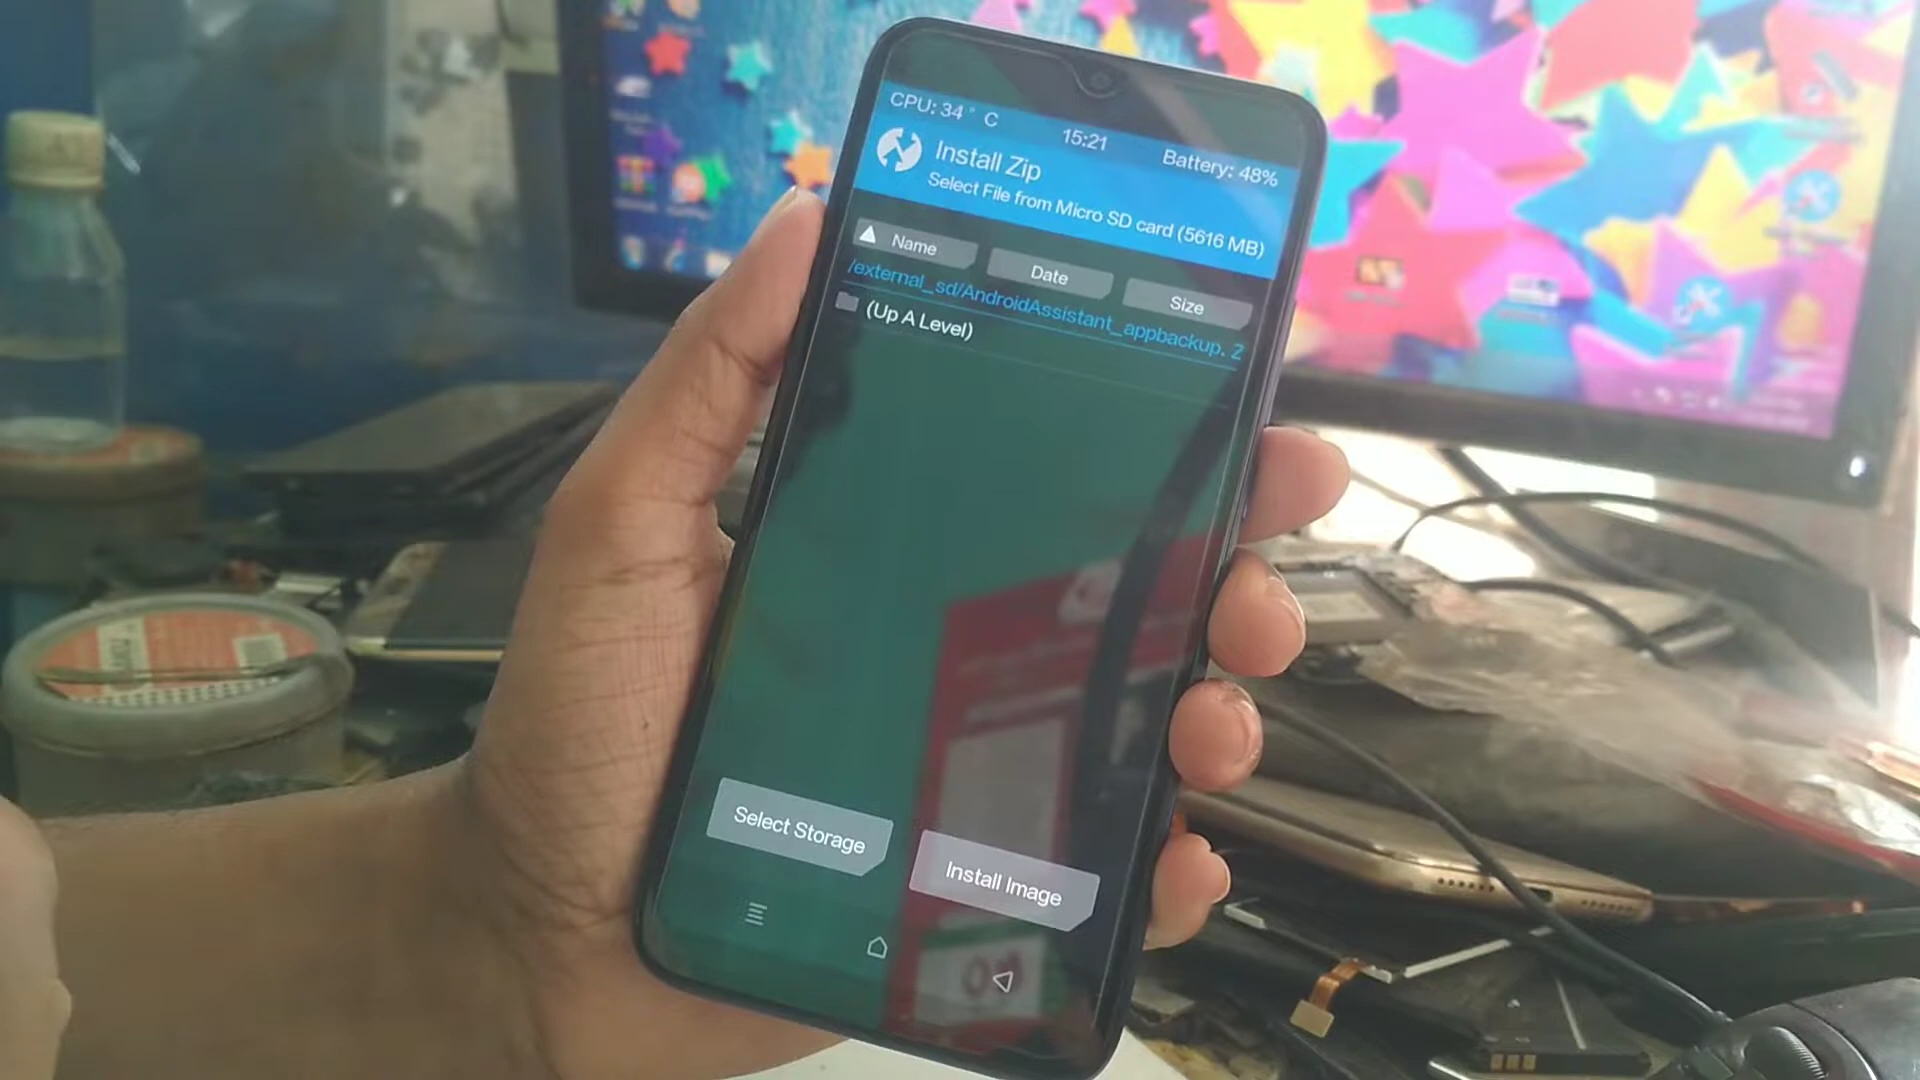 CPU: 34 ° C 15:21 Battery: 48%
Install Zip
Select File from Micro SD card (5616 MB)
Name Date Size
/external_sd/AndroidAssistant_appbackup. 2
(Up A Level)
Select Storage Install Image